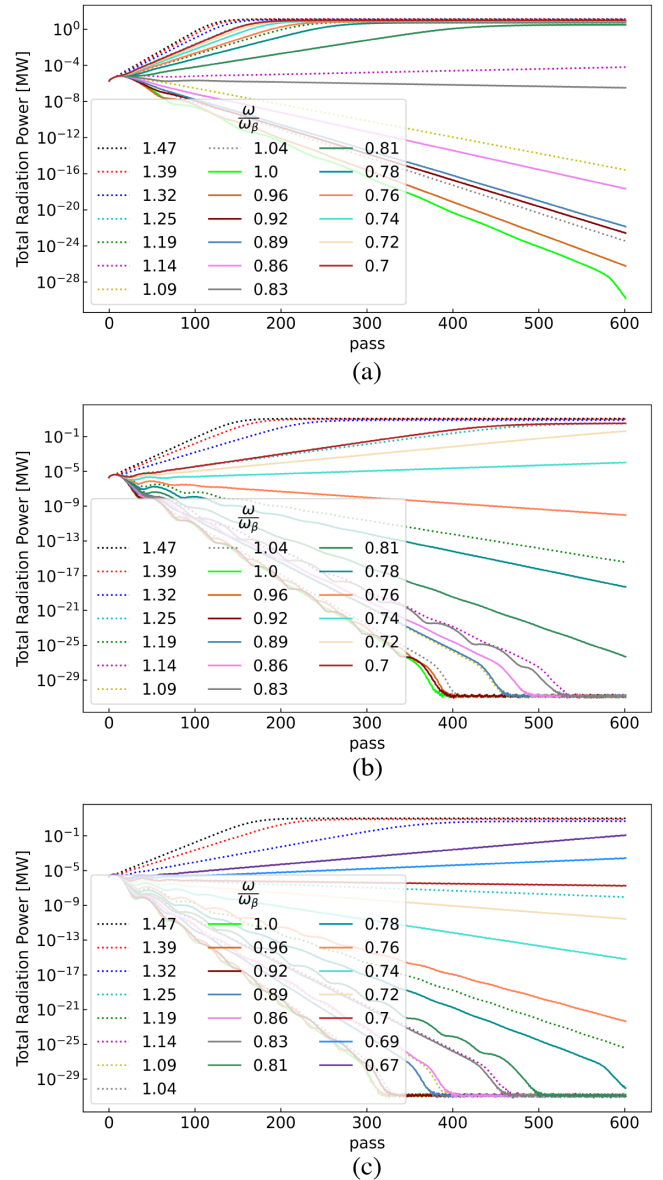 10^0
10^-4
10^-8
10^-12
10^-16
10^-20
10^-24
10^-28
Total Radiation Power [MW]
ω/ω_β
1.47 1.04 0.81
1.39 1.0 0.78
1.32 0.96 0.76
1.25 0.92 0.74
1.19 0.89 0.72
1.14 0.86 0.7
1.09 0.83
0 100 200 300 400 500 600
pass
(a)
10^-1
10^-5
10^-9
10^-13
10^-17
10^-21
10^-25
10^-29
Total Radiation Power [MW]
ω/ω_β
1.47 1.04 0.81
1.39 1.0 0.78
1.32 0.96 0.76
1.25 0.92 0.74
1.19 0.89 0.72
1.14 0.86 0.7
1.09 0.83
0 100 200 300 400 500 600
pass
(b)
10^-1
10^-5
10^-9
10^-13
10^-17
10^-21
10^-25
10^-29
Total Radiation Power [MW]
ω/ω_β
1.47 1.0 0.78
1.39 0.96 0.76
1.32 0.92 0.74
1.25 0.89 0.72
1.19 0.86 0.7
1.14 0.83 0.69
1.09 0.81 0.67
1.04
0 100 200 300 400 500 600
pass
(c)